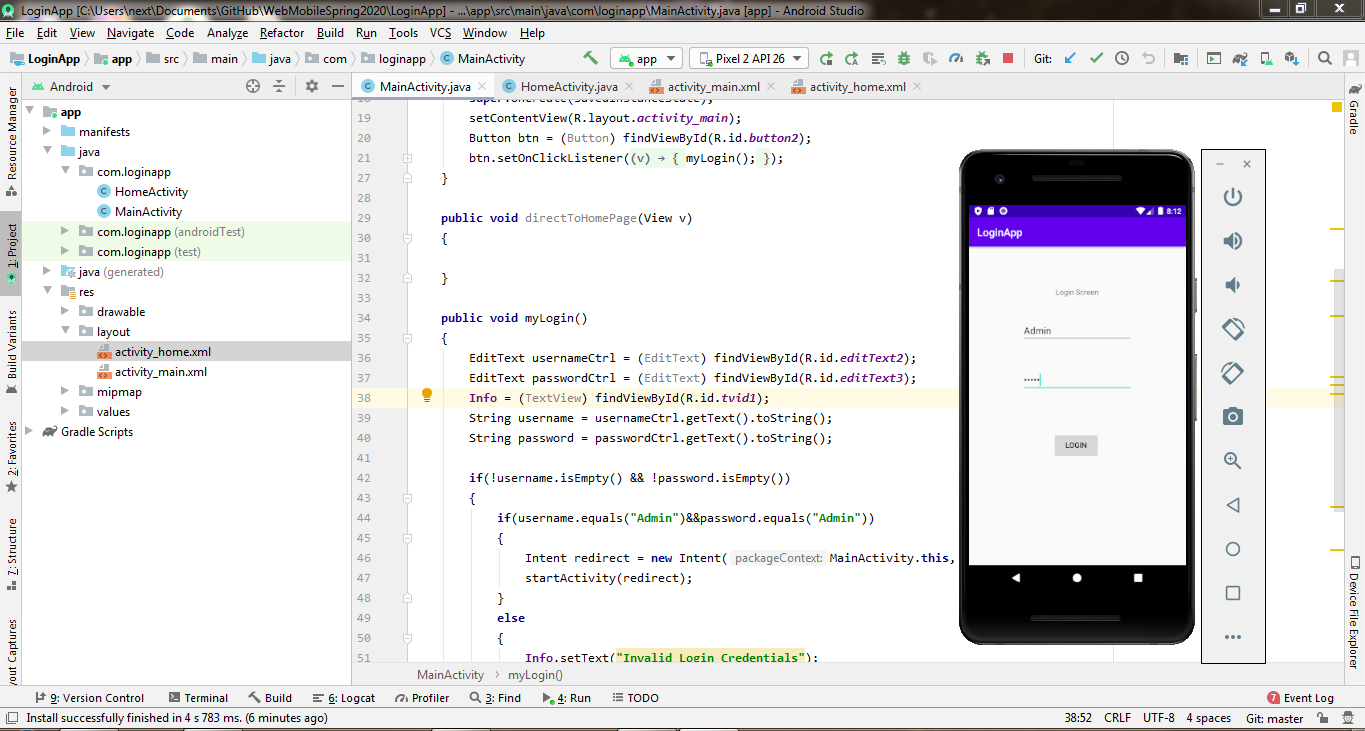 LoginApp [C:\Users\next\Documents\GitHub\WebMobileSpring2020\LoginApp] - ...\app\src\main\java\com\loginapp\MainActivity.java [app] - Android Studio
File Edit View Navigate Code Analyze Refactor Build Run Tools VCS Window Help
LoginApp app src main java com loginapp MainActivity app Pixel 2 API 26 Git:
Android
MainActivity.java HomeActivity.java activity_main.xml activity_home.xml
Resource Manager
1: Project
Build Variants
2: Favorites
7: Structure
yout Captures
app
manifests
java
com.loginapp
HomeActivity
MainActivity
com.loginapp (androidTest)
com.loginapp (test)
java (generated)
res
drawable
layout
activity_home.xml
activity_main.xml
mipmap
values
Gradle Scripts
18 super.onCreate(savedInstanceState);
19 setContentView(R.layout.activity_main);
20 Button btn = (Button) findViewById(R.id.button2);
21 btn.setOnClickListener((v) → { myLogin(); });
27 }
28
29 public void directToHomePage(View v)
30 {
31
32 }
33
34 public void myLogin()
35 {
36 EditText usernameCtrl = (EditText) findViewById(R.id.editText2);
37 EditText passwordCtrl = (EditText) findViewById(R.id.editText3);
38 Info = (TextView) findViewById(R.id.tvid1);
39 String username = usernameCtrl.getText().toString();
40 String password = passwordCtrl.getText().toString();
41
42 if(!username.isEmpty() && !password.isEmpty())
43 {
44 if(username.equals("Admin")&&password.equals("Admin"))
45 {
46 Intent redirect = new Intent( packageContext: MainActivity.this,
47 startActivity(redirect);
48 }
49 else
50 {
51 Info.setText("Invalid Login Credentials");
MainActivity › myLogin()
8:12
LoginApp
Login Screen
Admin
•••••
LOGIN
Gradle
Device File Explorer
9: Version Control Terminal Build 6: Logcat Profiler 3: Find 4: Run TODO 7 Event Log
Install successfully finished in 4 s 783 ms. (6 minutes ago) 38:52 CRLF UTF-8 4 spaces Git: master